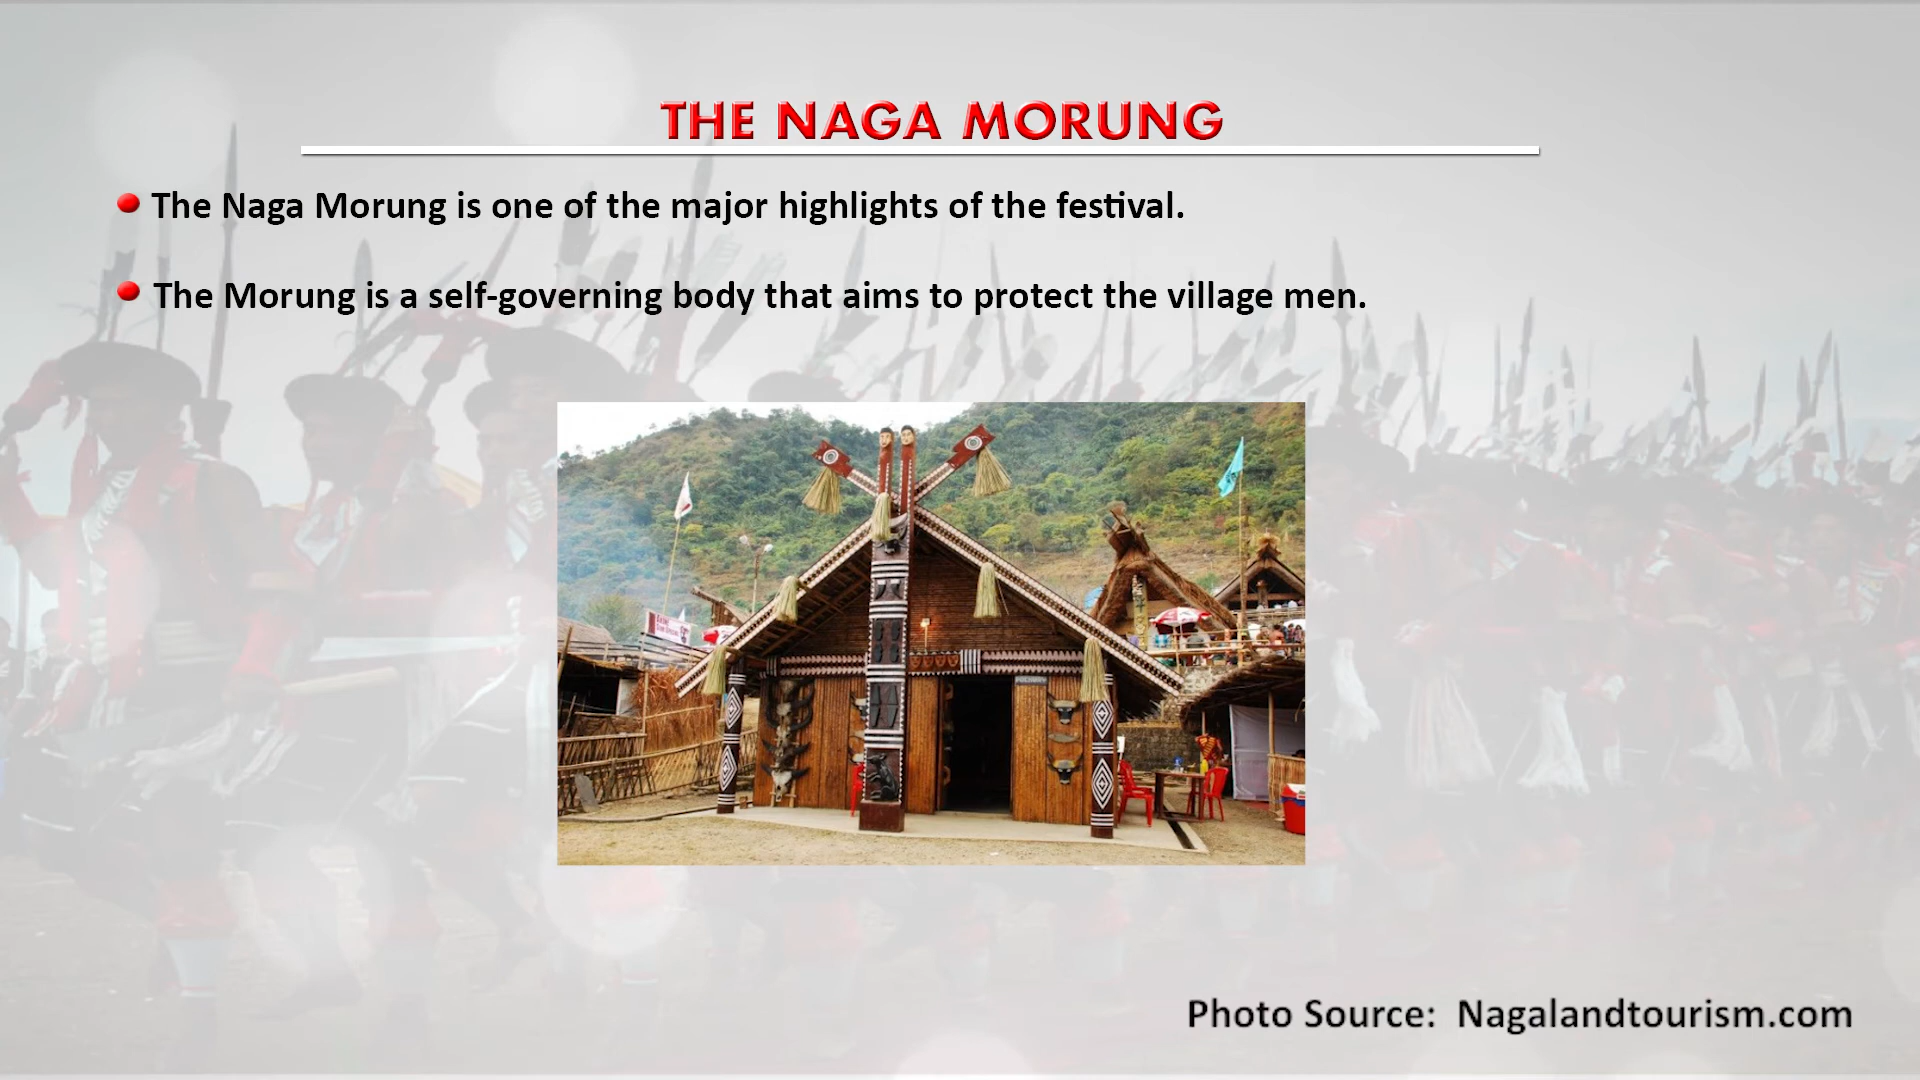 THE NAGA MORUNG
The Naga Morung is one of the major highlights of the festival.
The Morung is a self-governing body that aims to protect the village men.
Photo Source: Nagalandtourism.com